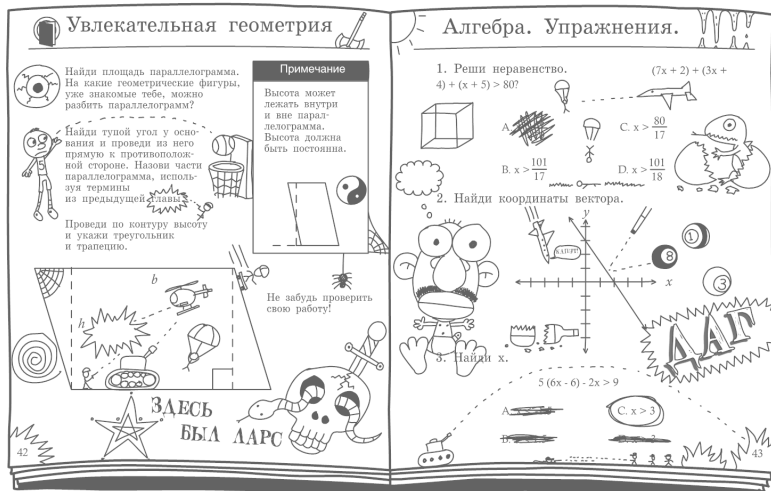 Увлекательная геометрия
Найди площадь параллелограмма.
На какие геометрические фигуры,
уже знакомые тебе, можно
разбить параллелограмм?
Найди тупой угол у осно-
вания и проведи из него
прямую к противополож-
ной стороне. Назови части
параллелограмма, исполь-
зуя термины
из предыдущей главы.
Проведи по контуру высоту
и укажи треугольник
и трапецию.
Примечание
Высота может
лежать внутри
и вне парал-
лелограмма.
Высота должна
быть постоянна.
Не забудь проверить
свою работу!
b
h
ЗДЕСЬ
БЫЛ ЛАРС
42
Алгебра. Упражнения.
1. Реши неравенство. (7x + 2) + (3x +
4) + (x + 5) > 80?
A.
C. x > 80/17
B. x > 101/17
D. x > 101/18
2. Найди координаты вектора.
y
x
8
1
3
ДАГ
3. Найди x.
5 (6x - 6) - 2x > 9
A.
C. x > 3
43